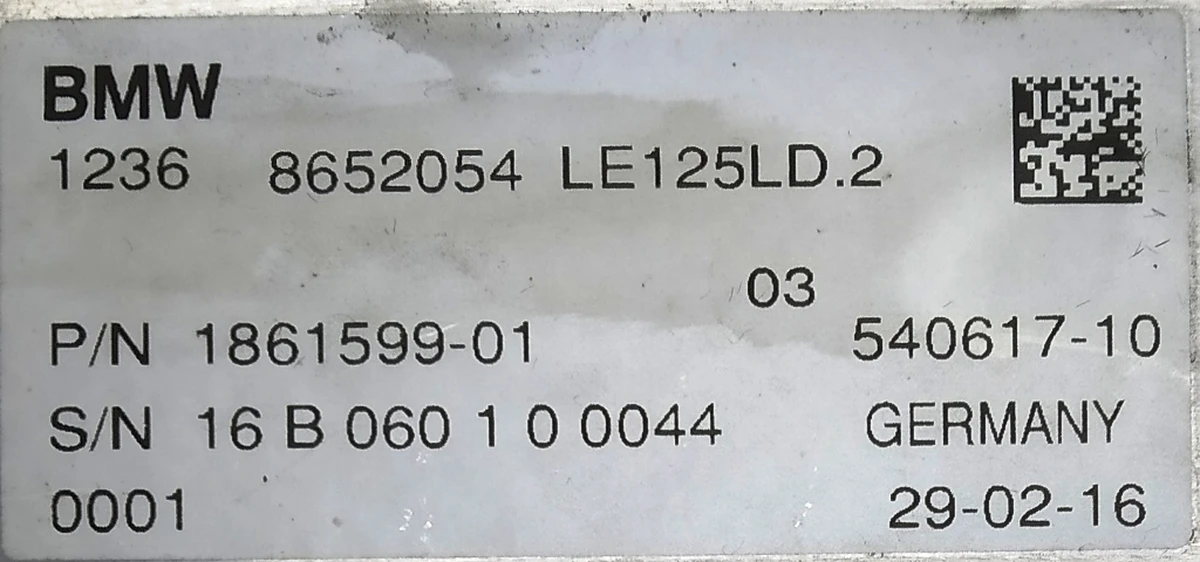 BMW
1236 8652054 LE125LD.2
03
P/N 1861599-01 540617-10
S/N 16 B 060 1 0 0044 GERMANY
0001 29-02-16